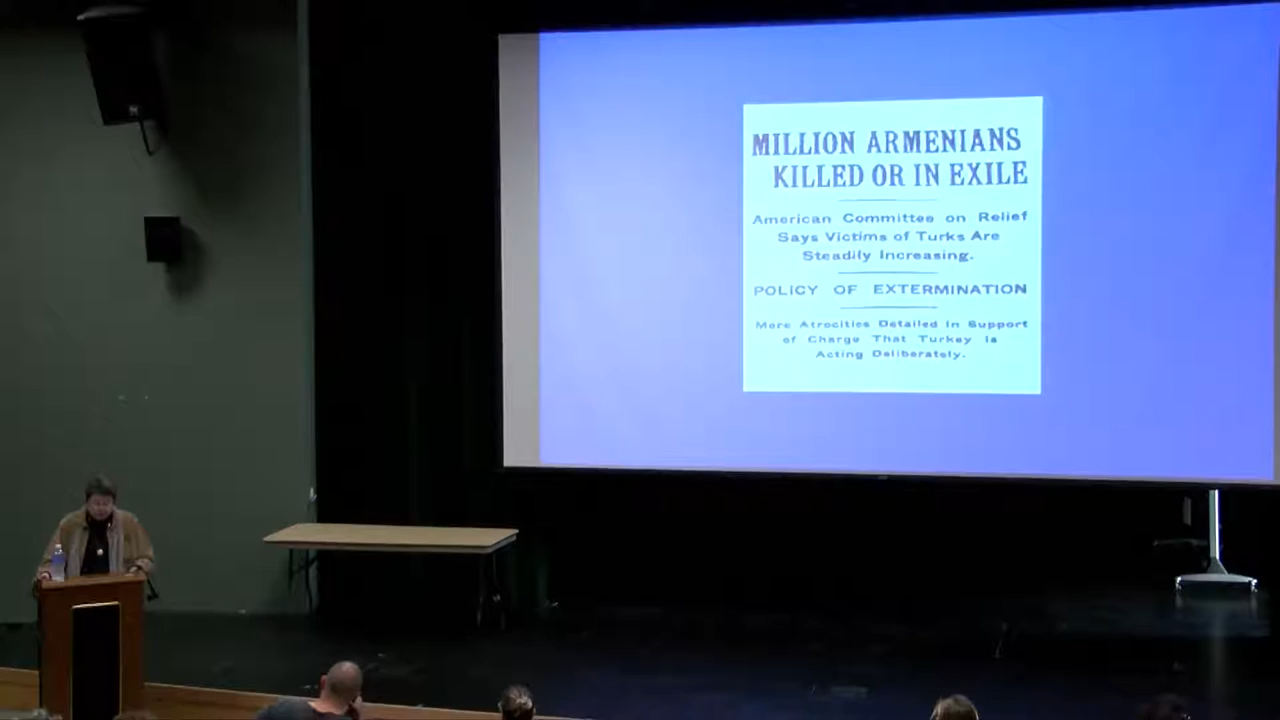 MILLION ARMENIANS
KILLED OR IN EXILE
American Committee on Relief
Says Victims of Turks Are
Steadily Increasing.
POLICY OF EXTERMINATION
More Atrocities Detailed in Support
of Charge That Turkey Is
Acting Deliberately.